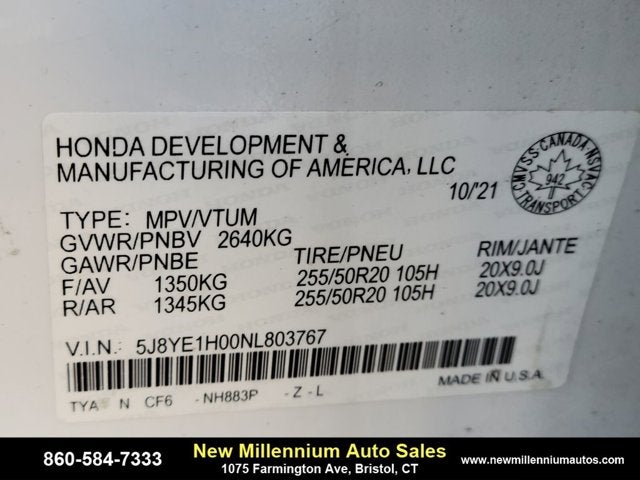 HONDA DEVELOPMENT &
MANUFACTURING OF AMERICA, LLC
10/'21
CMVSS-CANADA-NSVAC
942
TRANSPORT
TYPE: MPV/VTUM
GVWR/PNBV 2640KG
GAWR/PNBE TIRE/PNEU RIM/JANTE
F/AV 1350KG 255/50R20 105H 20X9.0J
R/AR 1345KG 255/50R20 105H 20X9.0J
V.I.N.: 5J8YE1H00NL803767
MADE IN U.S.A.
TYA N CF6 -NH883P -Z-L
860-584-7333
New Millennium Auto Sales
1075 Farmington Ave, Bristol, CT
www.newmillenniumautos.com